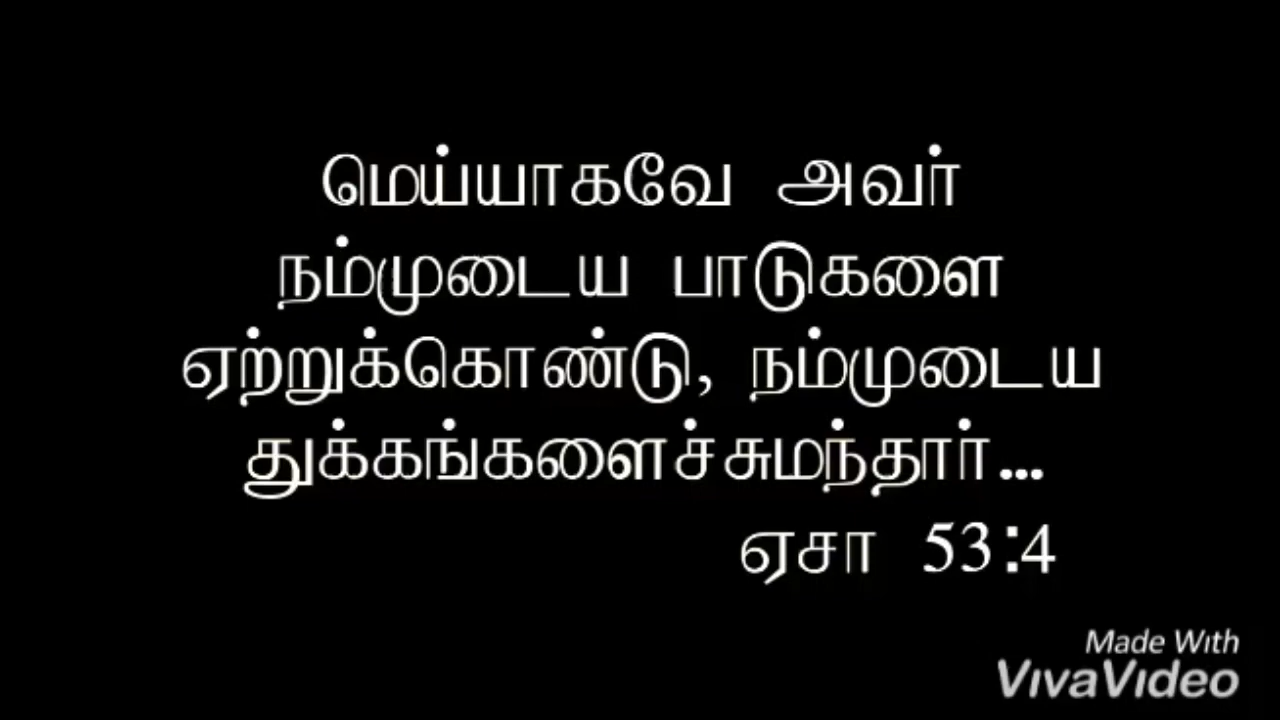 மெய்யாகவே அவர்
நம்முடைய பாடுகளை
ஏற்றுக்கொண்டு, நம்முடைய
துக்கங்களைச்சுமந்தார்...
ஏசா 53:4
Made With
VivaVideo